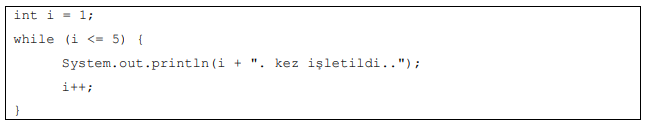 int i = 1;
while (i <= 5) {
System.out.println(i + ". kez işletildi..");
i++;
}